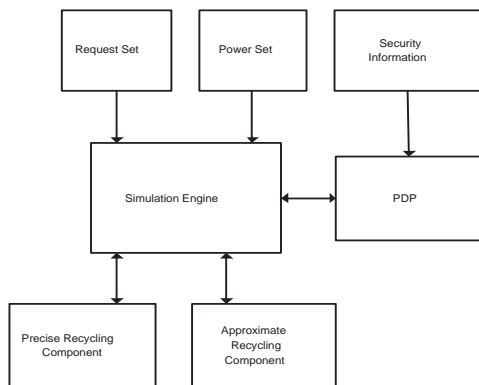 Request Set
Power Set
Security
Information
Simulation Engine
PDP
Precise Recycling
Component
Approximate
Recycling
Component